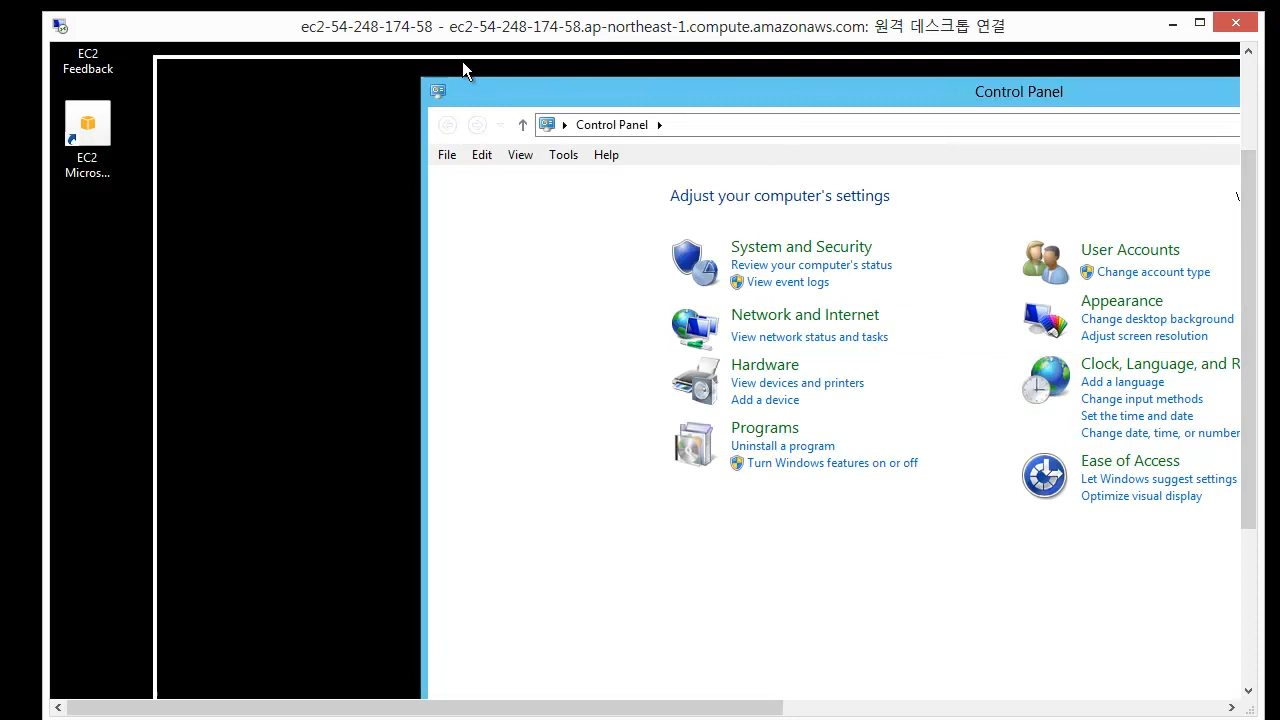 ec2-54-248-174-58 - ec2-54-248-174-58.ap-northeast-1.compute.amazonaws.com: 원격 데스크톱 연결
EC2
Feedback
EC2
Micros...
Control Panel
Control Panel
File Edit View Tools Help
Adjust your computer's settings
System and Security
Review your computer's status
View event logs
Network and Internet
View network status and tasks
Hardware
View devices and printers
Add a device
Programs
Uninstall a program
Turn Windows features on or off
User Accounts
Change account type
Appearance
Change desktop background
Adjust screen resolution
Clock, Language, and R
Add a language
Change input methods
Set the time and date
Change date, time, or number
Ease of Access
Let Windows suggest settings
Optimize visual display